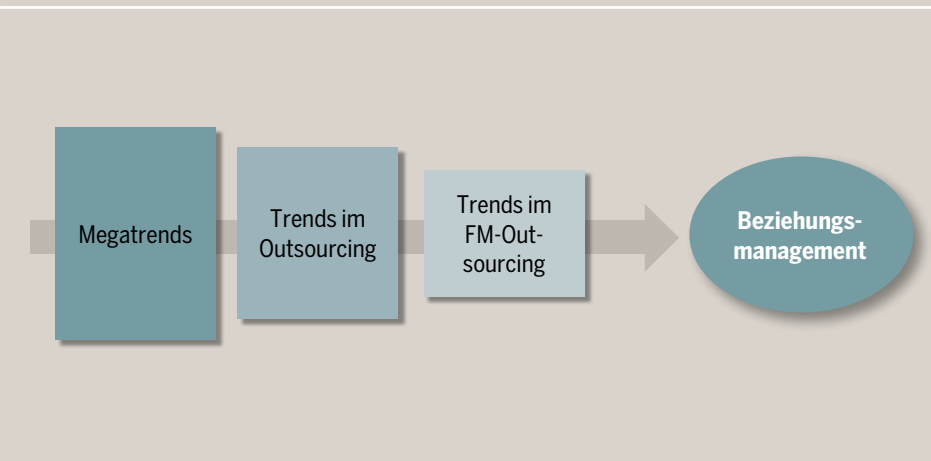 Megatrends
Trends im
Outsourcing
Trends im
FM-Out-
sourcing
Beziehungs-
management